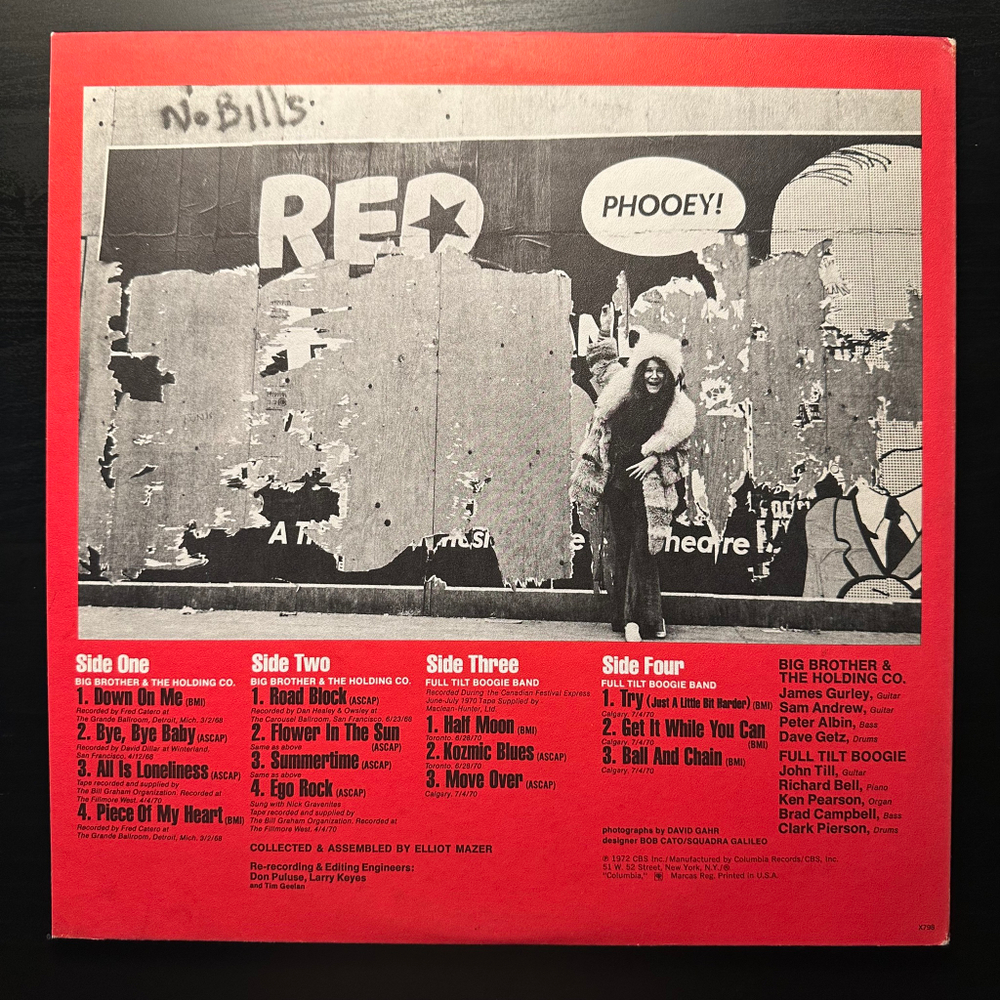 No Bills
RED
PHOOEY!
A
heatre
Side One
BIG BROTHER & THE HOLDING CO.
1. Down On Me (BMI)
Recorded by Fred Catero at
The Grande Ballroom, Detroit, Mich. 3/2/68
2. Bye, Bye Baby (ASCAP)
Recorded by David Dillar at Winterland,
San Francisco, 4/12/68
3. All Is Loneliness (ASCAP)
Tape recorded and supplied by
The Bill Graham Organization. Recorded at
The Fillmore West, 4/4/70
4. Piece Of My Heart (BMI)
Recorded by Fred Catero at
The Grande Ballroom, Detroit, Mich. 3/2/68
Side Two
BIG BROTHER & THE HOLDING CO.
1. Road Block (ASCAP)
Recorded by Dan Healey & Owsley at
The Carousel Ballroom, San Francisco, 6/23/68
2. Flower In The Sun
(ASCAP)
Same as above
3. Summertime (ASCAP)
Same as above
4. Ego Rock (ASCAP)
Sung with Nick Gravenites
Tape recorded and supplied by
The Bill Graham Organization. Recorded at
The Fillmore West, 4/4/70
COLLECTED & ASSEMBLED BY ELLIOT MAZER
Re-recording & Editing Engineers:
Don Puluse, Larry Keyes
and Tim Geelan
Side Three
FULL TILT BOOGIE BAND
Recorded During the Canadian Festival Express
June-July 1970 Tape Supplied by
Maclean-Hunter, Ltd.
1. Half Moon (BMI)
Toronto, 6/28/70
2. Kozmic Blues (ASCAP)
Toronto, 6/28/70
3. Move Over (ASCAP)
Calgary, 7/4/70
Side Four
FULL TILT BOOGIE BAND
1. Try (Just A Little Bit Harder) (BMI)
Calgary, 7/4/70
2. Get It While You Can
(BMI)
Calgary, 7/4/70
3. Ball And Chain (BMI)
Calgary, 7/4/70
photographs by DAVID GAHR
designer BOB CATO/SQUADRA GALILEO
℗ 1972 CBS Inc./Manufactured by Columbia Records/CBS, Inc.
51 W. 52 Street, New York, N.Y./®
"Columbia," Marcas Reg. Printed in U.S.A.
BIG BROTHER &
THE HOLDING CO.
James Gurley, Guitar
Sam Andrew, Guitar
Peter Albin, Bass
Dave Getz, Drums
FULL TILT BOOGIE
John Till, Guitar
Richard Bell, Piano
Ken Pearson, Organ
Brad Campbell, Bass
Clark Pierson, Drums
X798